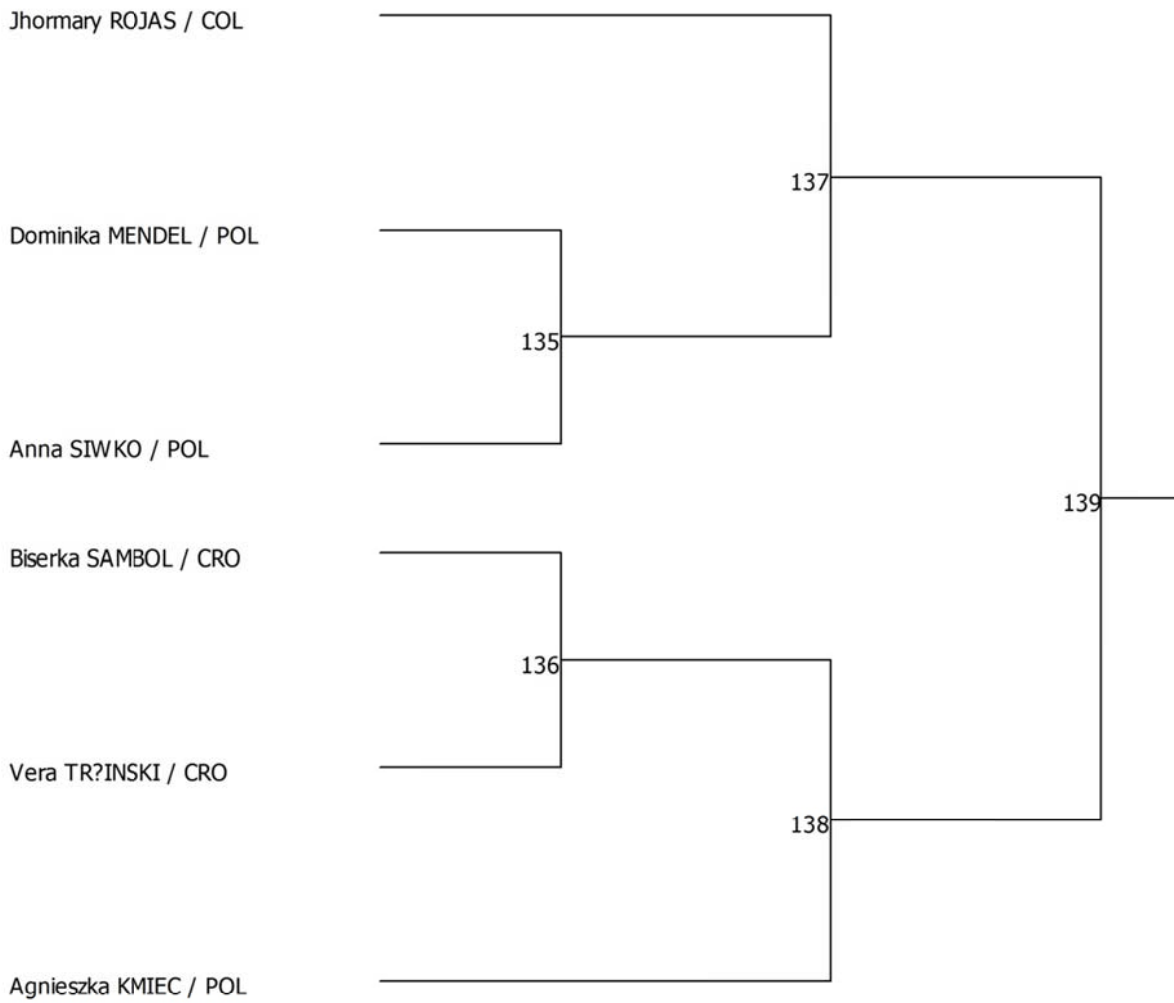 Jhormary ROJAS / COL
137
Dominika MENDEL / POL
135
Anna SIWKO / POL
139
Biserka SAMBOL / CRO
136
Vera TR?INSKI / CRO
138
Agnieszka KMIEC / POL